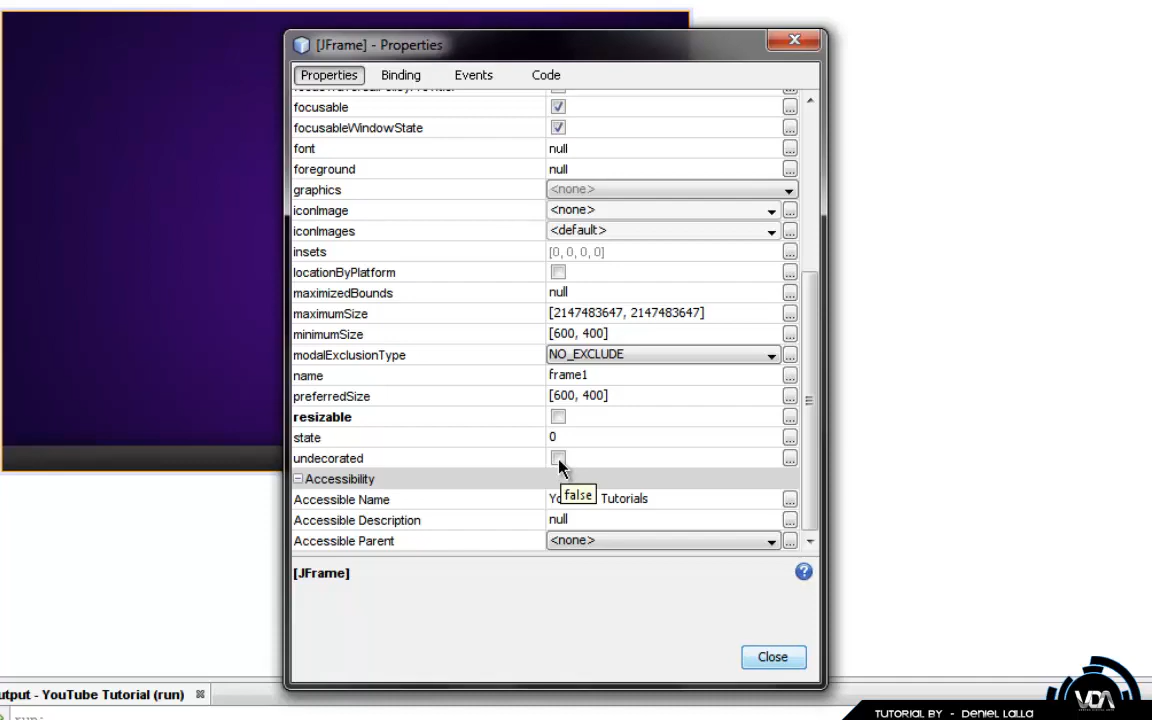 [JFrame] - Properties
Properties Binding Events Code
focusable
focusableWindowState
font null
foreground null
graphics <none>
iconImage <none>
iconImages <default>
insets [0, 0, 0, 0]
locationByPlatform
maximizedBounds null
maximumSize [2147483647, 2147483647]
minimumSize [600, 400]
modalExclusionType NO_EXCLUDE
name frame1
preferredSize [600, 400]
resizable
state 0
undecorated
Accessibility
false
Accessible Name Tutorials
Accessible Description null
Accessible Parent <none>
[JFrame]
Close
utput - YouTube Tutorial (run)
run:
VDA
TUTORIAL BY - DENIEL LALLA